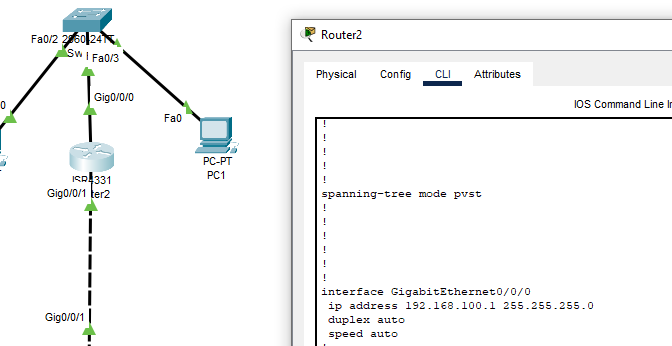 Fa0/2 2960-24TT
Sw
Fa0/3
Gig0/0/0
Fa0
0
PC-PT
PC1
ISR4331
Gig0/0/1 ter2
Gig0/0/1
Router2
Physical Config CLI Attributes
IOS Command Line In
!
!
!
!
!
spanning-tree mode pvst
!
!
!
!
!
!
interface GigabitEthernet0/0/0
ip address 192.168.100.1 255.255.255.0
duplex auto
speed auto
!